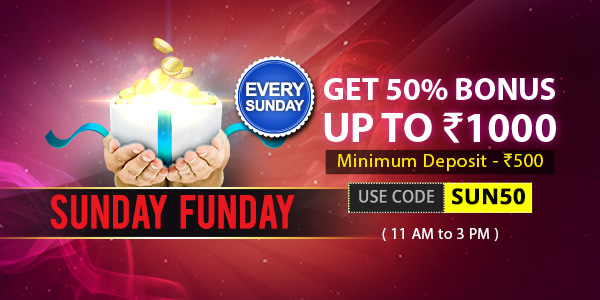 EVERY
SUNDAY
GET 50% BONUS
UP TO ₹1000
Minimum Deposit - ₹500
USE CODE SUN50
( 11 AM to 3 PM )
SUNDAY FUNDAY